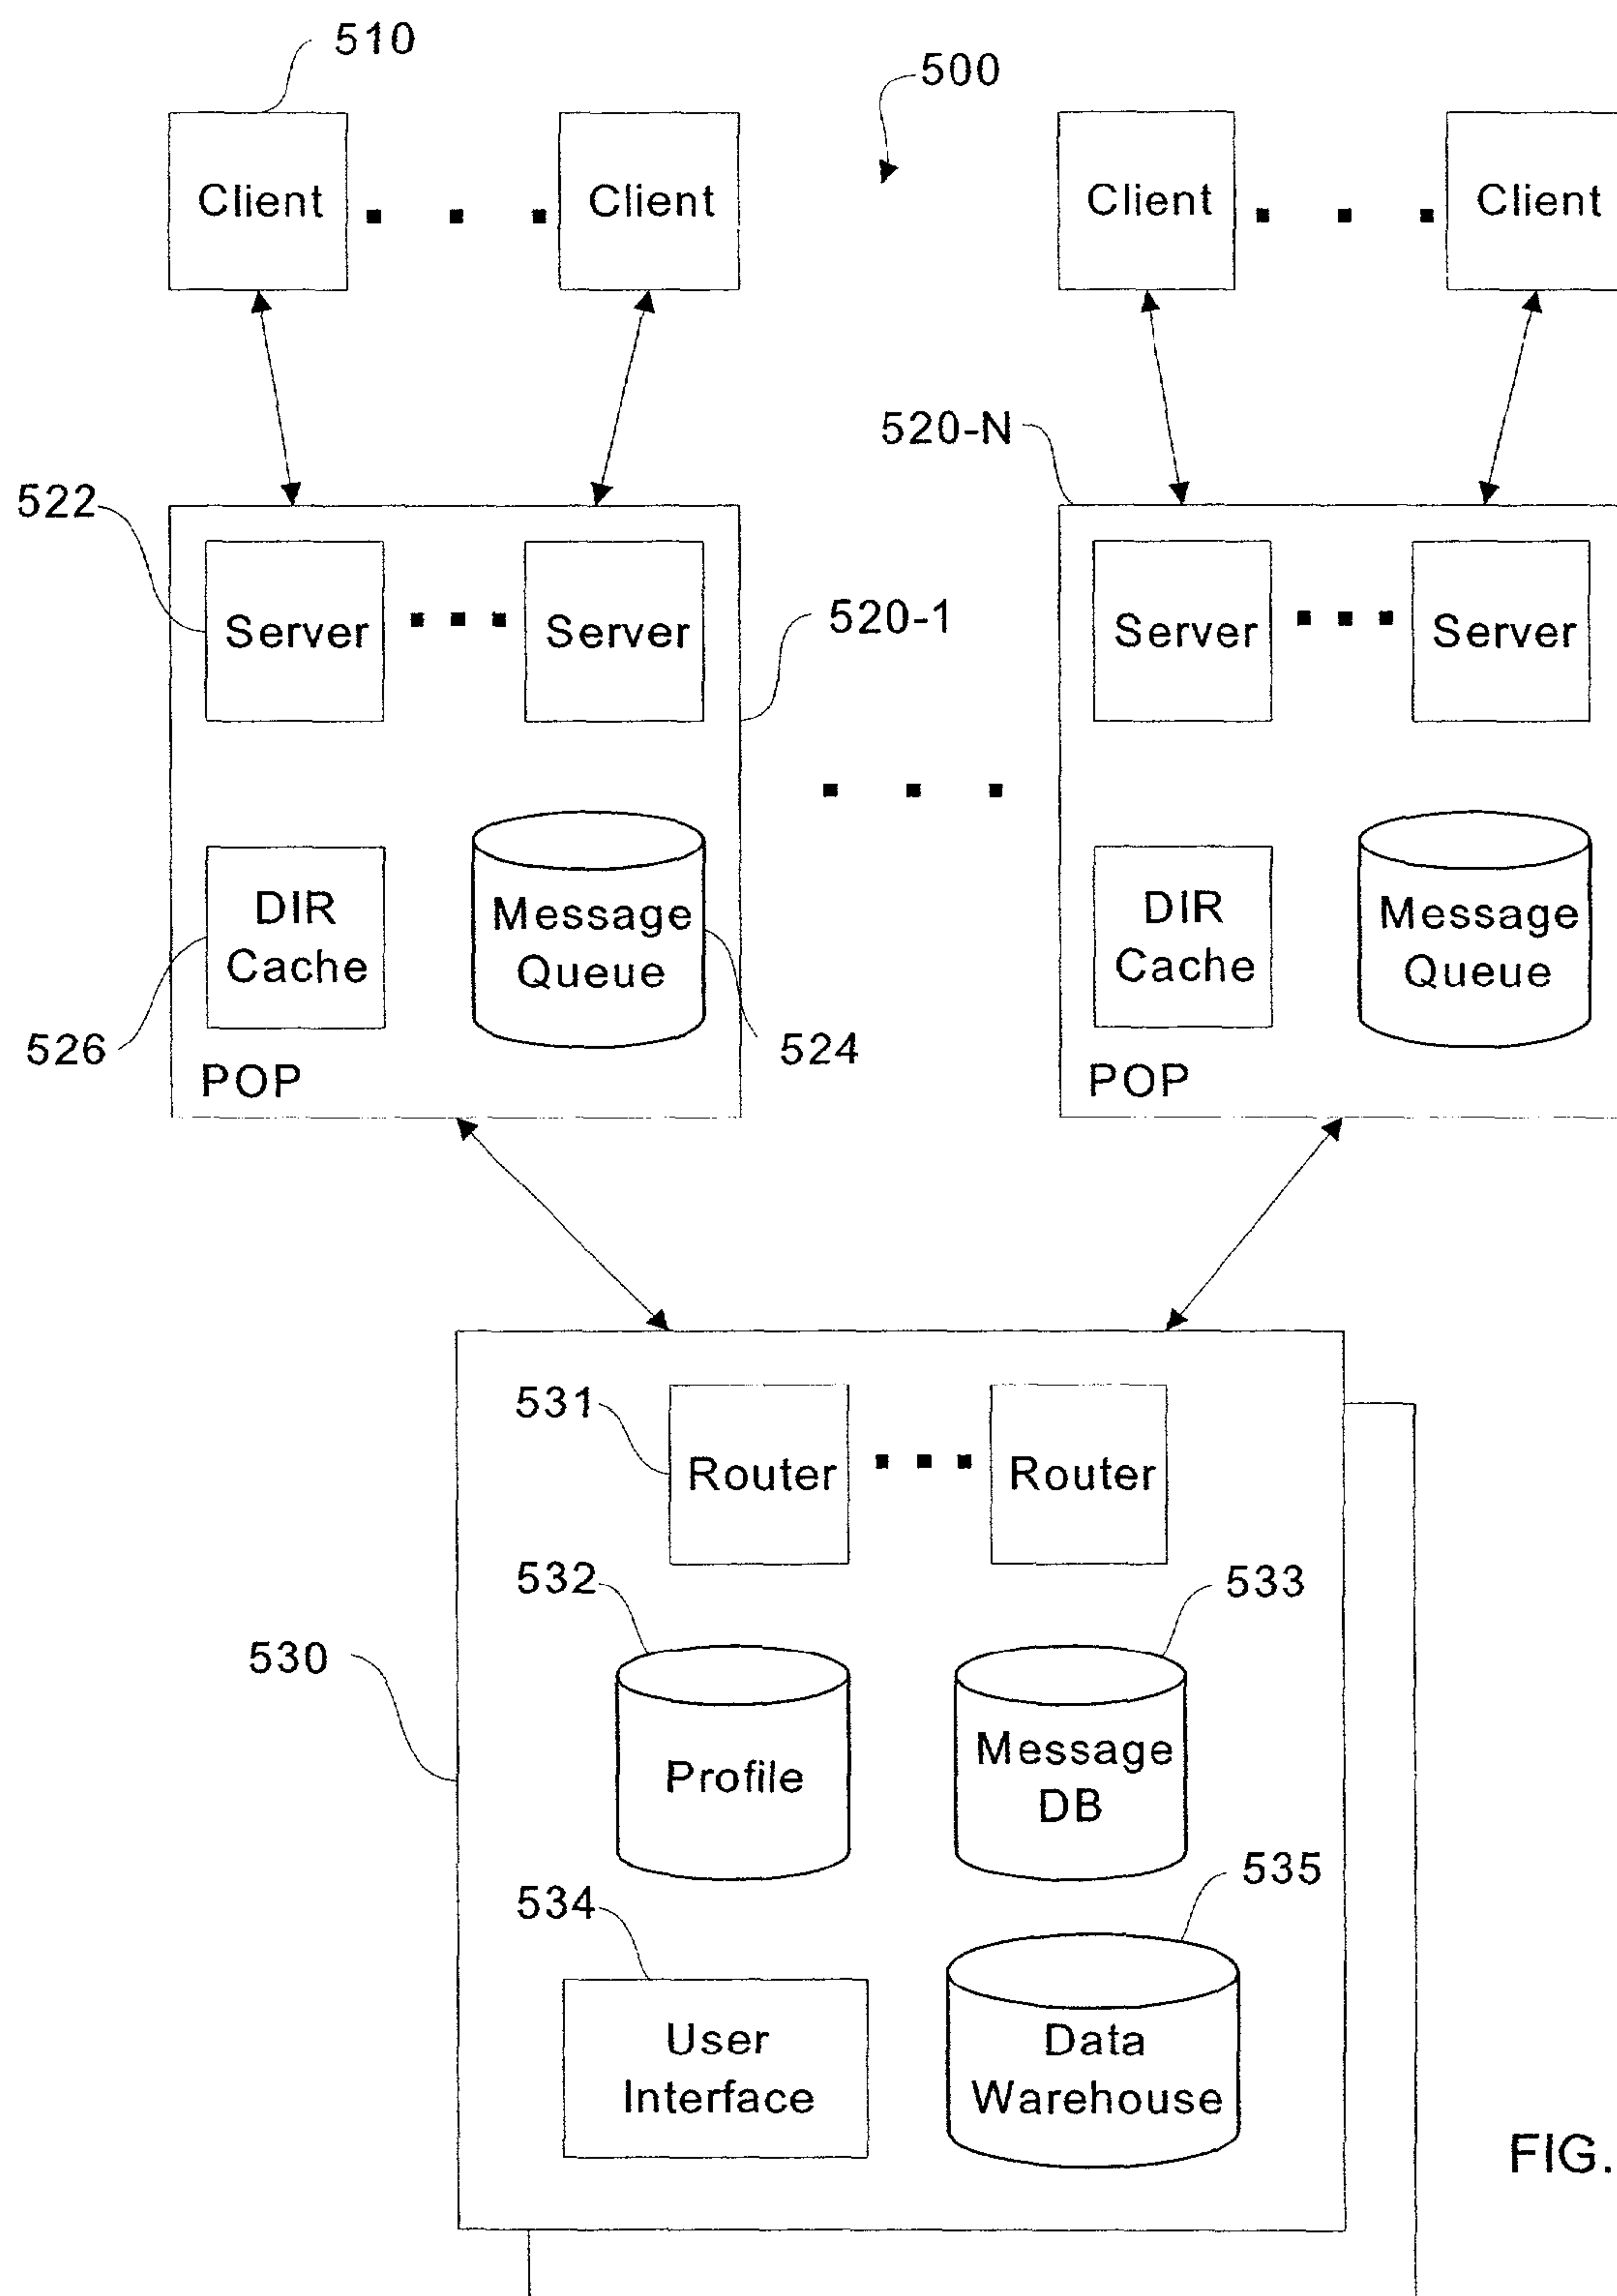 510
500
Client
Client
Client
Client
520-N
522
Server
Server
520-1
Server
Server
DIR
Cache
Message
Queue
DIR
Cache
Message
Queue
526
524
POP
POP
531
Router
Router
532
533
530
Profile
Message
DB
535
534
User
Interface
Data
Warehouse
FIG.